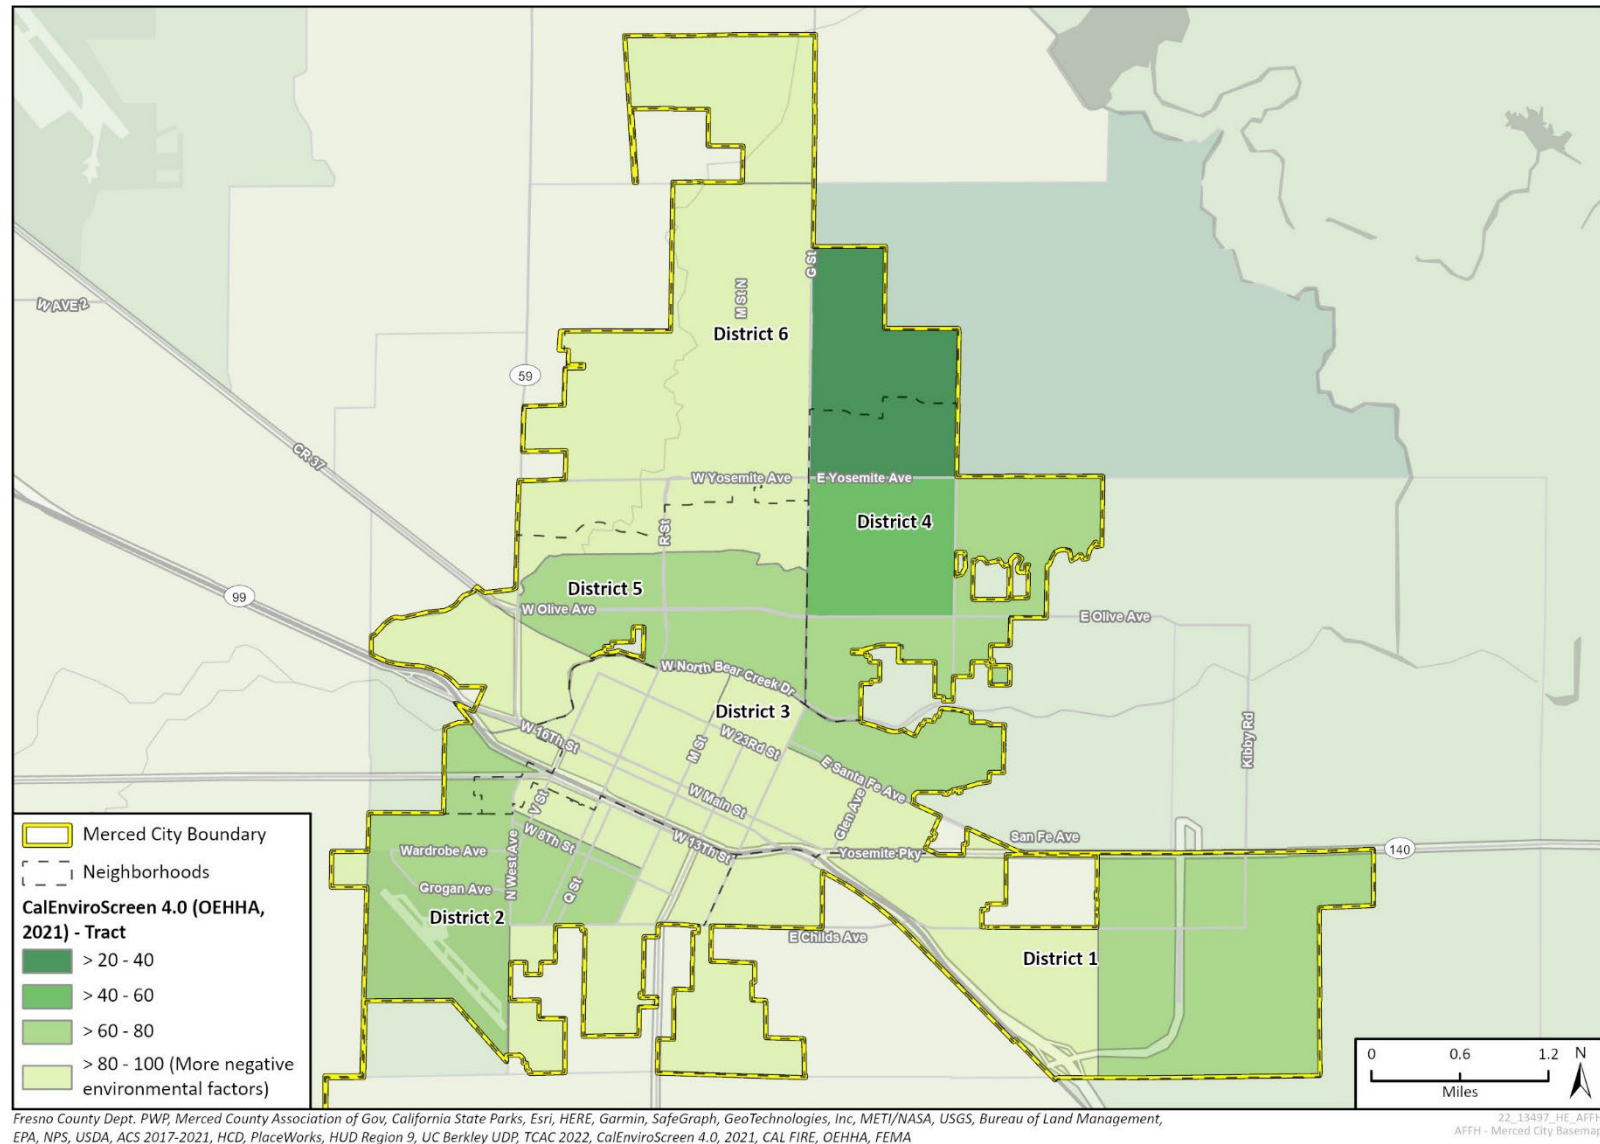 G St
M St N
W AVE 2
District 6
59
CR 37
W Yosemite Ave
E Yosemite Ave
District 4
R St
District 5
99
W Olive Ave
E Olive Ave
W North Bear Creek Dr
District 3
W 16Th St
M St
W 23Rd St
Kibby Rd
E Santa Fe Ave
W Main St
V St
Glen Ave
W 8Th St
W 13Th St
San Fe Ave
Yosemite Pky
140
Wardrobe Ave
N West Ave
Grogan Ave
Q St
District 2
E Childs Ave
District 1
Merced City Boundary
Neighborhoods
CalEnviroScreen 4.0 (OEHHA,
2021) - Tract
> 20 - 40
> 40 - 60
> 60 - 80
> 80 - 100 (More negative
environmental factors)
0 0.6 1.2 N
Miles
Fresno County Dept. PWP, Merced County Association of Gov, California State Parks, Esri, HERE, Garmin, SafeGraph, GeoTechnologies, Inc, METI/NASA, USGS, Bureau of Land Management,
EPA, NPS, USDA, ACS 2017-2021, HCD, PlaceWorks, HUD Region 9, UC Berkley UDP, TCAC 2022, CalEnviroScreen 4.0, 2021, CAL FIRE, OEHHA, FEMA
22_13497_HE_AFFH
AFFH - Merced City Basemap